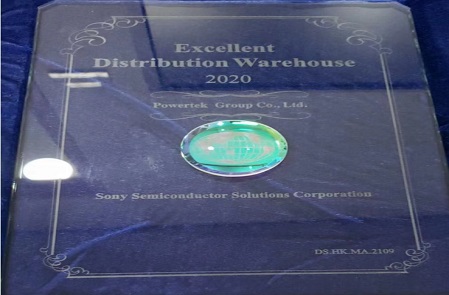 Excellent
Distribution Warehouse
2020
Powertek Group Co., Ltd.
Sony Semiconductor Solutions Corporation
DS.HK.MA.2109